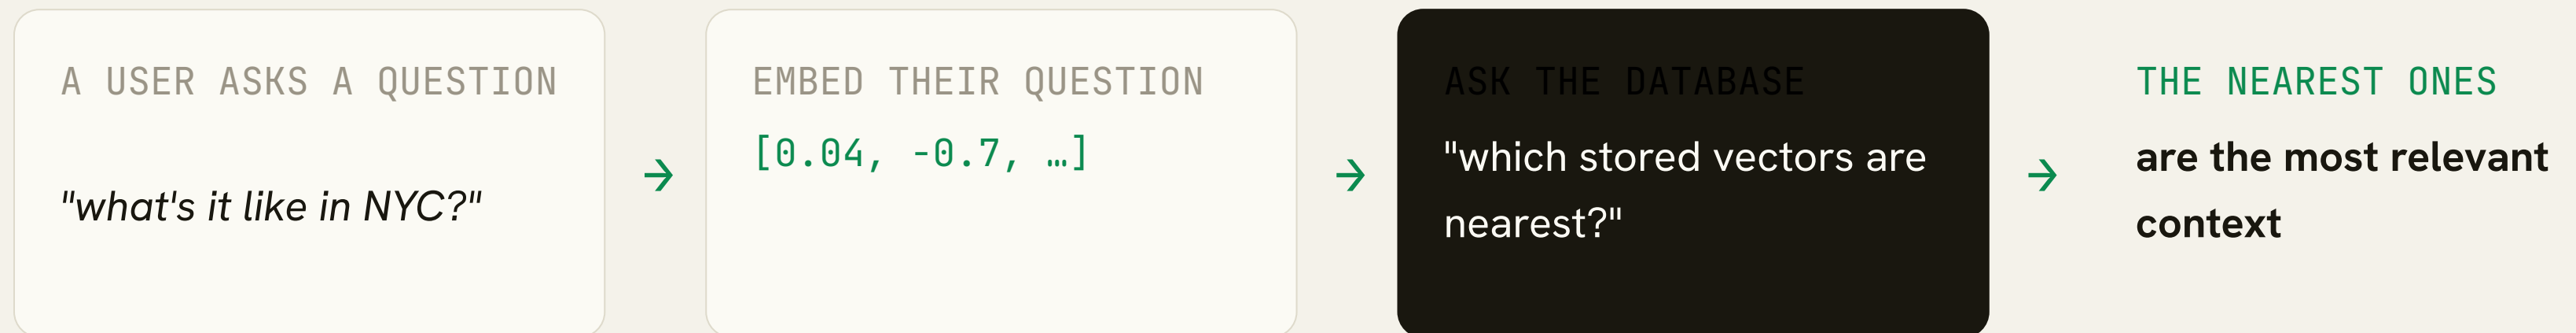 A USER ASKS A QUESTION
"what's it like in NYC?"
EMBED THEIR QUESTION
[0.04, -0.7, …]
ASK THE DATABASE
"which stored vectors are
nearest?"
THE NEAREST ONES
are the most relevant
context